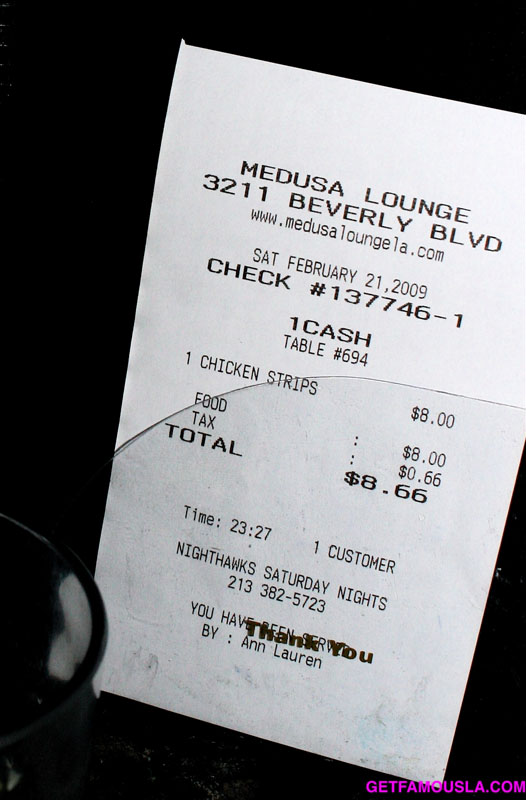 MEDUSA LOUNGE
3211 BEVERLY BLVD
www.medusaloungela.com
SAT FEBRUARY 21,2009
CHECK #137746-1
1CASH
TABLE #694
1 CHICKEN STRIPS $8.00
FOOD : $8.00
TAX : $0.66
TOTAL $8.66
Time: 23:27 1 CUSTOMER
NIGHTHAWKS SATURDAY NIGHTS
213 382-5723
YOU HAVE BEEN SERVED
Thank You
BY : Ann Lauren
GETFAMOUSLA.COM